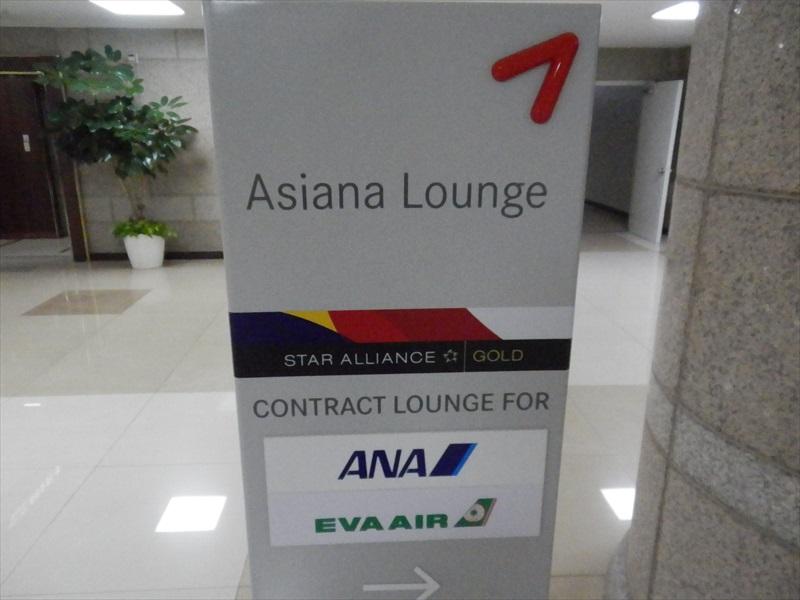 Asiana Lounge
STAR ALLIANCE GOLD
CONTRACT LOUNGE FOR
ANA
EVA AIR